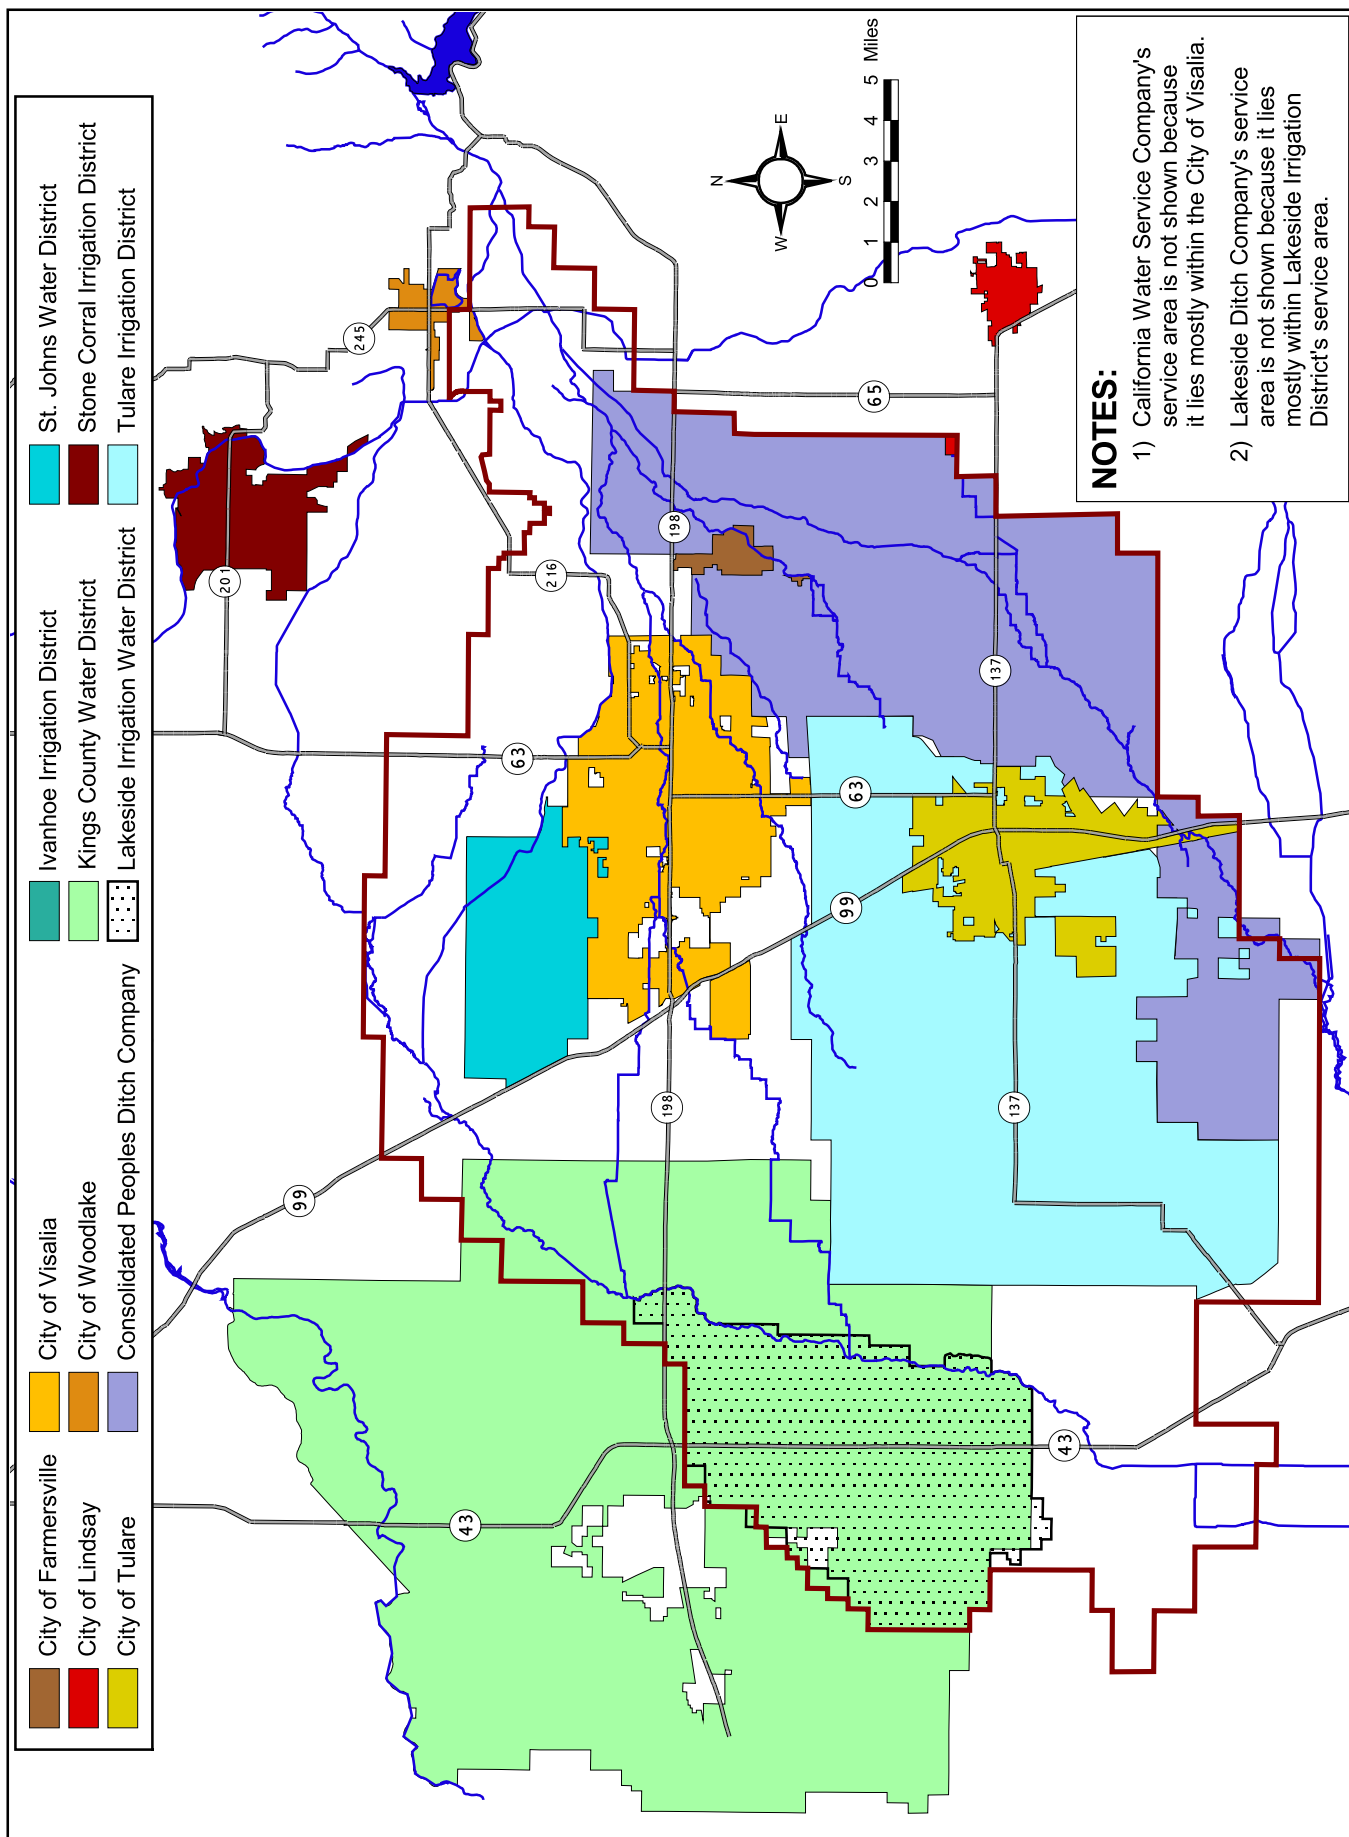 City of Farmersville
City of Lindsay
City of Tulare
City of Visalia
City of Woodlake
Consolidated Peoples Ditch Company
Ivanhoe Irrigation District
Kings County Water District
Lakeside Irrigation Water District
St. Johns Water District
Stone Corral Irrigation District
Tulare Irrigation District
99
43
43
198
137
99
63
63
201
216
245
198
137
65
N
W
E
S
0 1 2 3 4 5 Miles
NOTES:
1) California Water Service Company's
service area is not shown because
it lies mostly within the City of Visalia.
2) Lakeside Ditch Company's service
area is not shown because it lies
mostly within Lakeside Irrigation
District's service area.